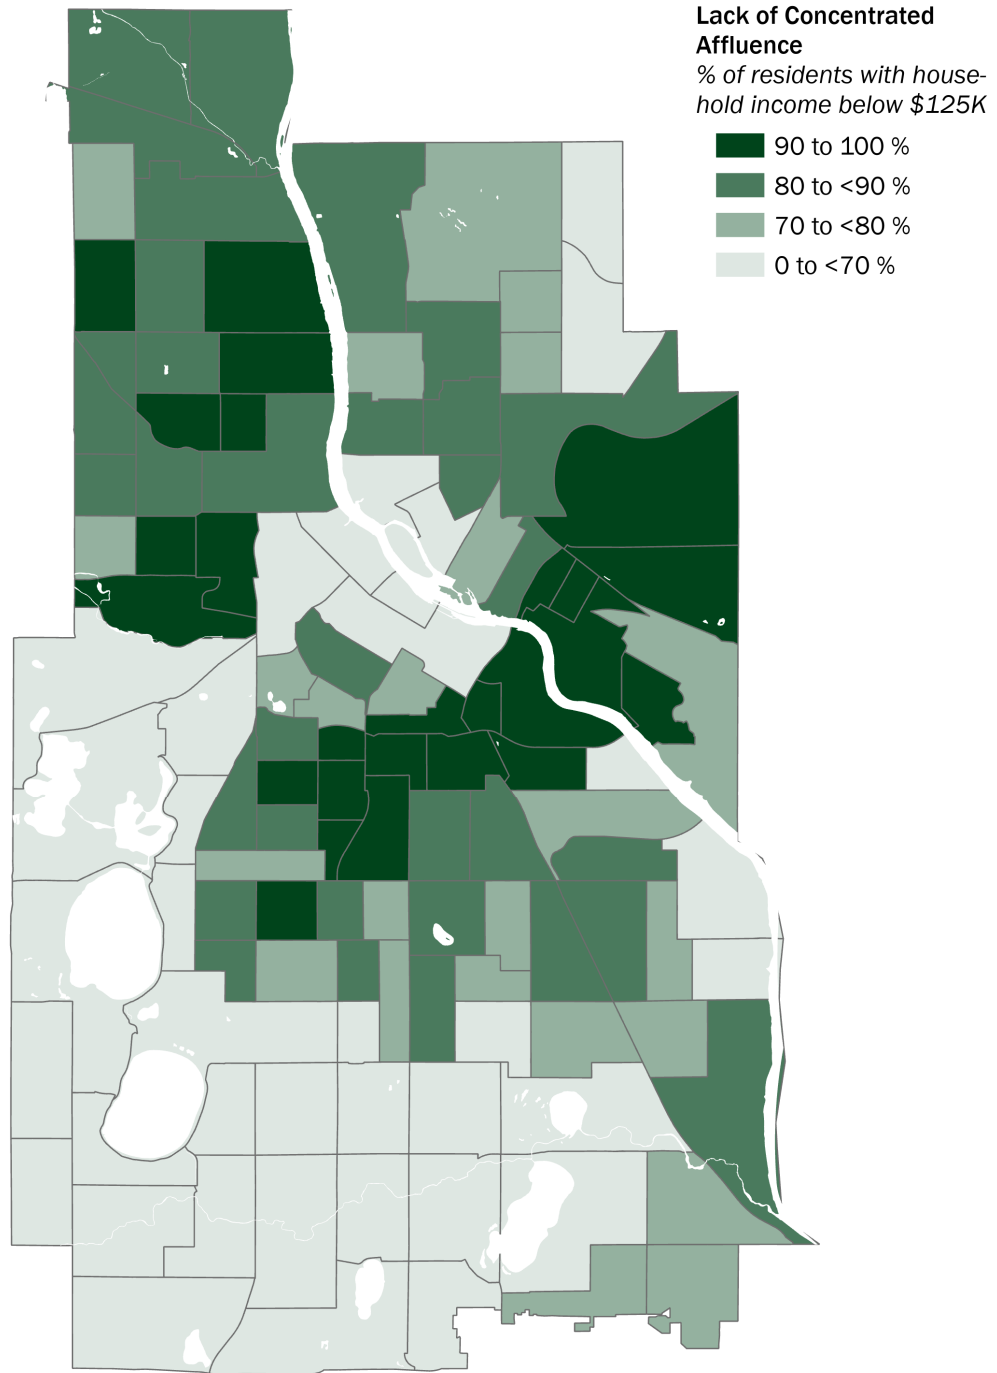 Lack of Concentrated
Affluence
% of residents with house-
hold income below $125K
90 to 100 %
80 to <90 %
70 to <80 %
0 to <70 %